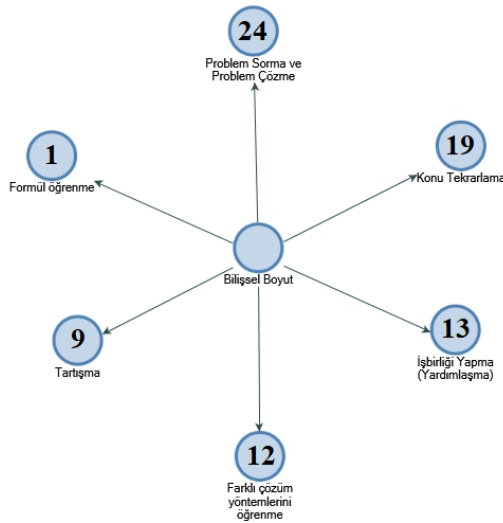 24
Problem Sorma ve
Problem Çözme
1
Formül öğrenme
19
Konu Tekrarlama
Bilişsel Boyut
9
Tartışma
13
İşbirliği Yapma
(Yardımlaşma)
12
Farklı çözüm
yöntemlerini
öğrenme